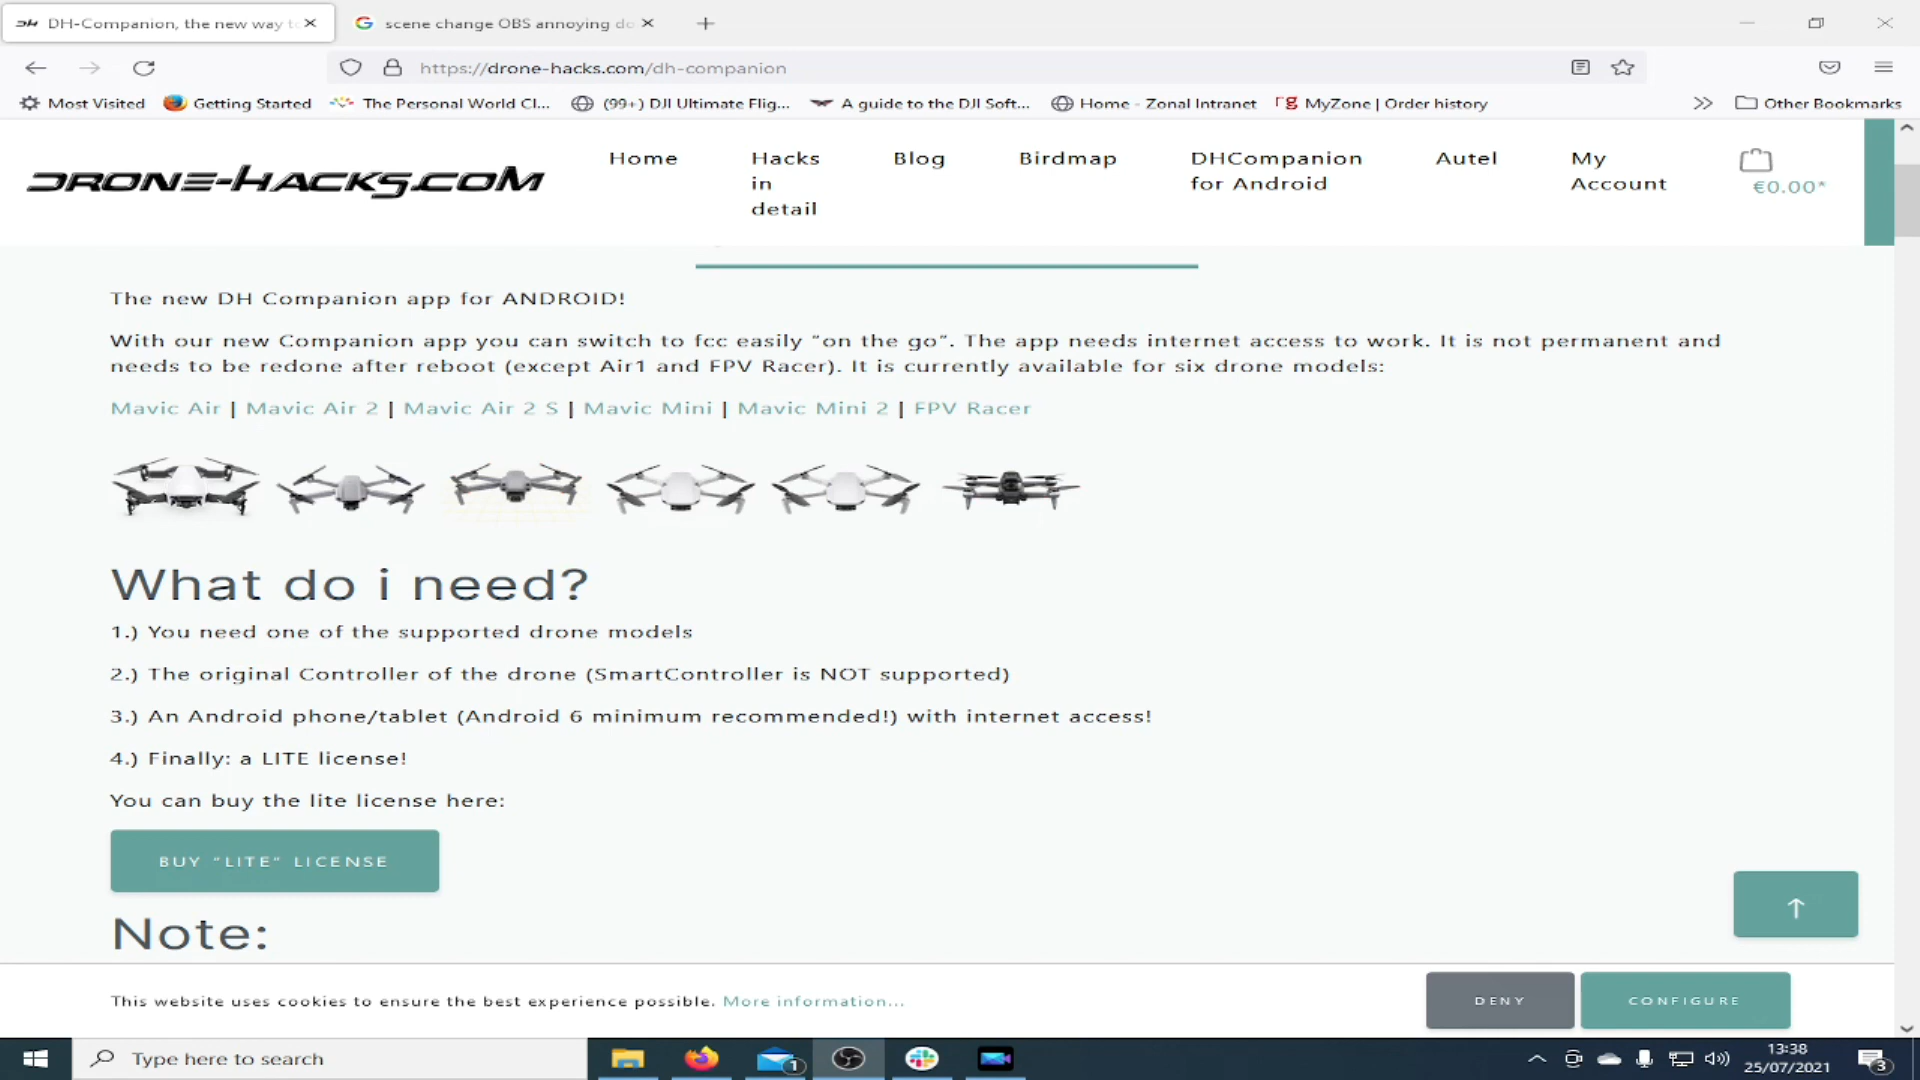 DH-Companion, the new way t
scene change OBS annoying do
https://drone-hacks.com/dh-companion
Most Visited
Getting Started
The Personal World Cl...
(99+) DJI Ultimate Flig...
A guide to the DJI Soft...
Home - Zonal Intranet
MyZone | Order history
Other Bookmarks
DRONE-HACKS.COM
Home
Hacks
in
detail
Blog
Birdmap
DHCompanion
for Android
Autel
My
Account
€0.00*
The new DH Companion app for ANDROID!
With our new Companion app you can switch to fcc easily “on the go”. The app needs internet access to work. It is not permanent and
needs to be redone after reboot (except Air1 and FPV Racer). It is currently available for six drone models:
Mavic Air | Mavic Air 2 | Mavic Air 2 S | Mavic Mini | Mavic Mini 2 | FPV Racer
What do i need?
1.) You need one of the supported drone models
2.) The original Controller of the drone (SmartController is NOT supported)
3.) An Android phone/tablet (Android 6 minimum recommended!) with internet access!
4.) Finally: a LITE license!
You can buy the lite license here:
BUY “LITE” LICENSE
Note:
This website uses cookies to ensure the best experience possible. More information...
DENY
CONFIGURE
Type here to search
1
13:38
25/07/2021
3